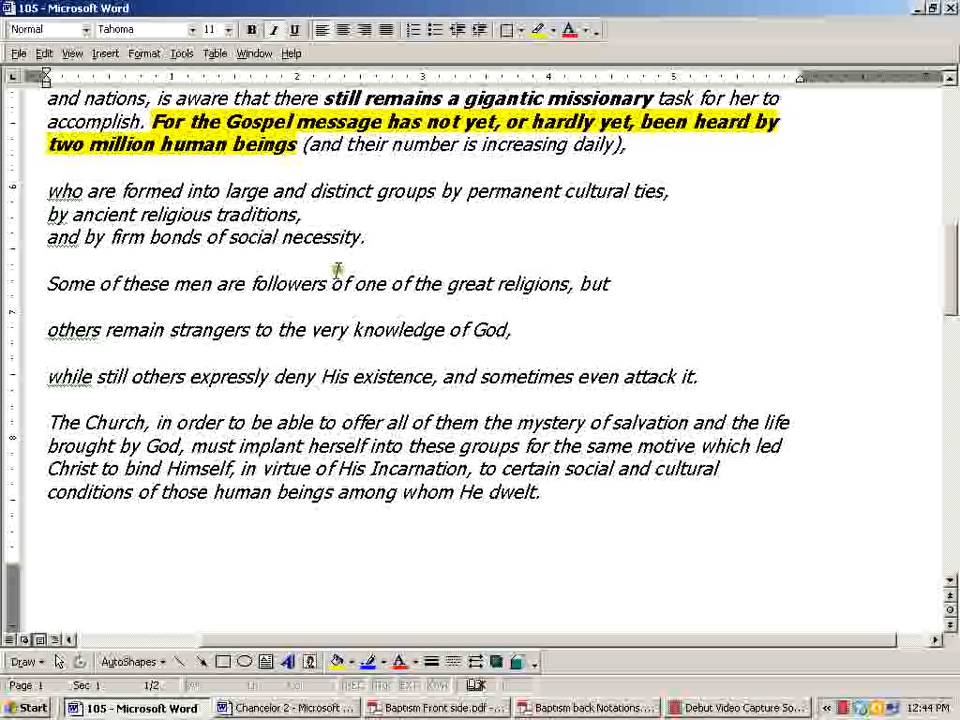 105 - Microsoft Word
Normal Tahoma 11 B I U
File Edit View Insert Format Tools Table Window Help
1 2 3 4 5
and nations, is aware that there still remains a gigantic missionary task for her to
accomplish. For the Gospel message has not yet, or hardly yet, been heard by
two million human beings (and their number is increasing daily),
who are formed into large and distinct groups by permanent cultural ties,
by ancient religious traditions,
and by firm bonds of social necessity.
Some of these men are followers of one of the great religions, but
others remain strangers to the very knowledge of God,
while still others expressly deny His existence, and sometimes even attack it.
The Church, in order to be able to offer all of them the mystery of salvation and the life
brought by God, must implant herself into these groups for the same motive which led
Christ to bind Himself, in virtue of His Incarnation, to certain social and cultural
conditions of those human beings among whom He dwelt.
Draw AutoShapes
Page 1 Sec 1 1/2
Start 105 - Microsoft Word Chancelor 2 - Microsoft ... Baptism Front side.pdf -... Baptism back Notations.... Debut Video Capture So... « 12:44 PM